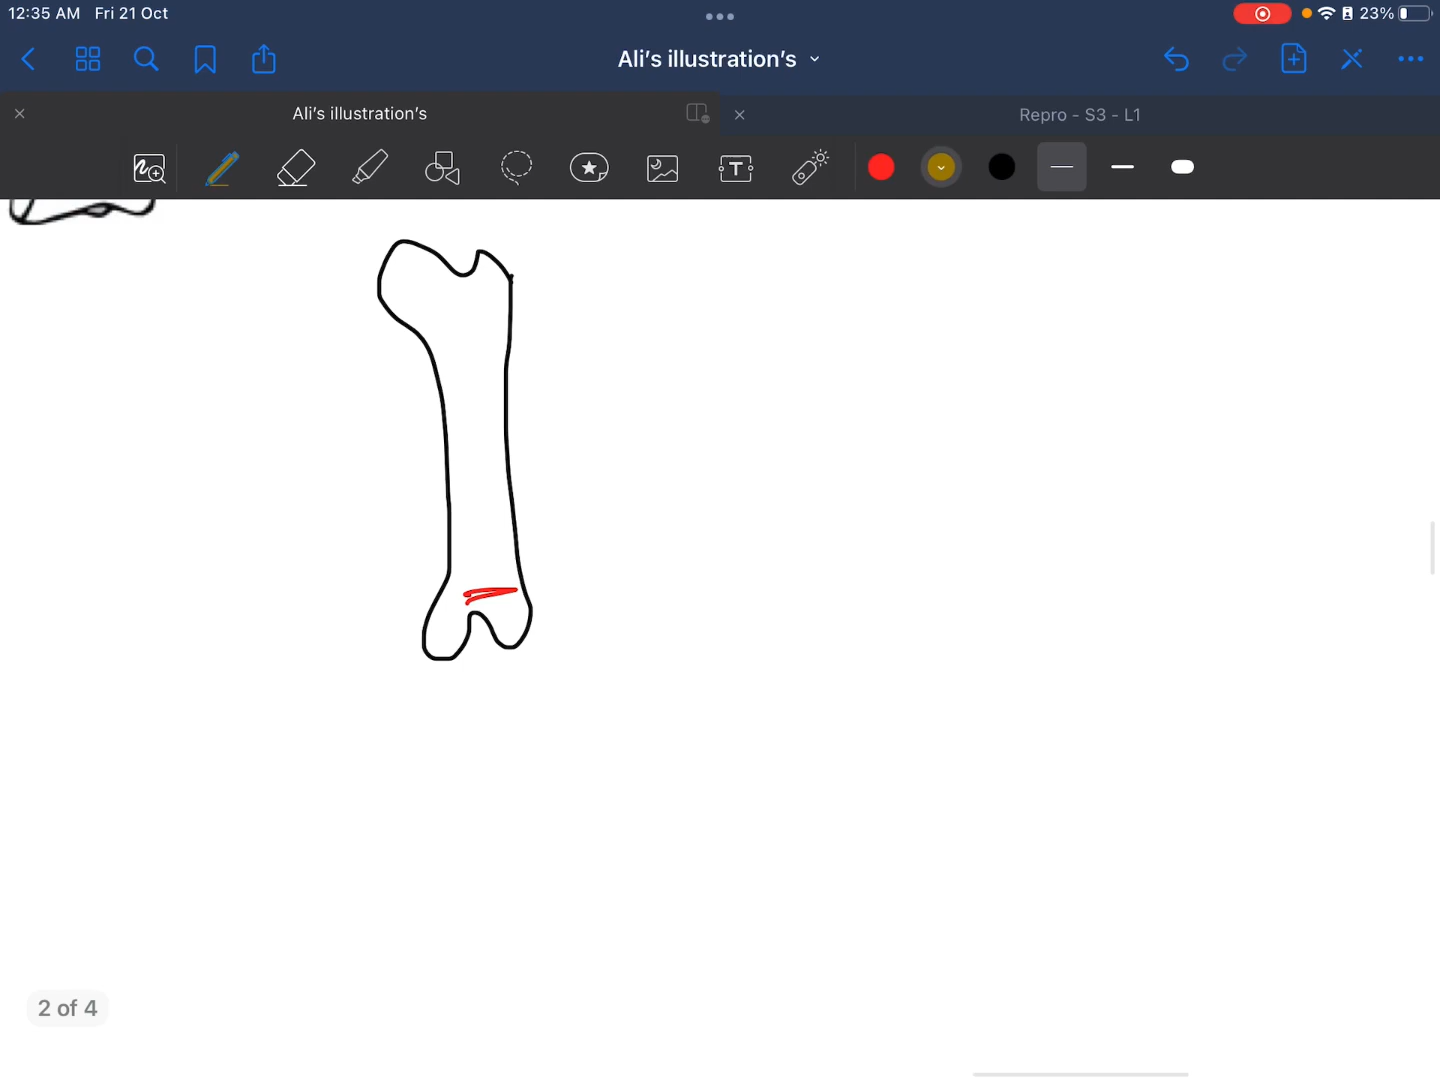 12:35 AM Fri 21 Oct
23%
Ali's illustration's
Ali's illustration's
Repro - S3 - L1
T
2 of 4